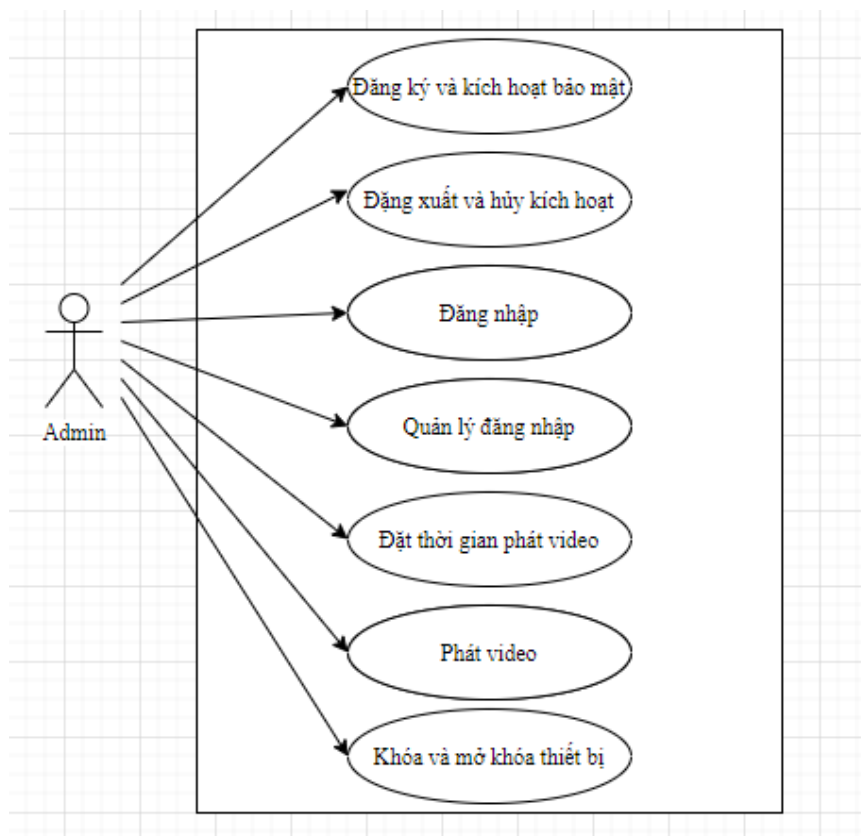 Đăng ký và kích hoạt bảo mật
Đặng xuất và hủy kích hoạt
Đăng nhập
Quản lý đăng nhập
Admin
Đặt thời gian phát video
Phát video
Khóa và mở khóa thiết bị